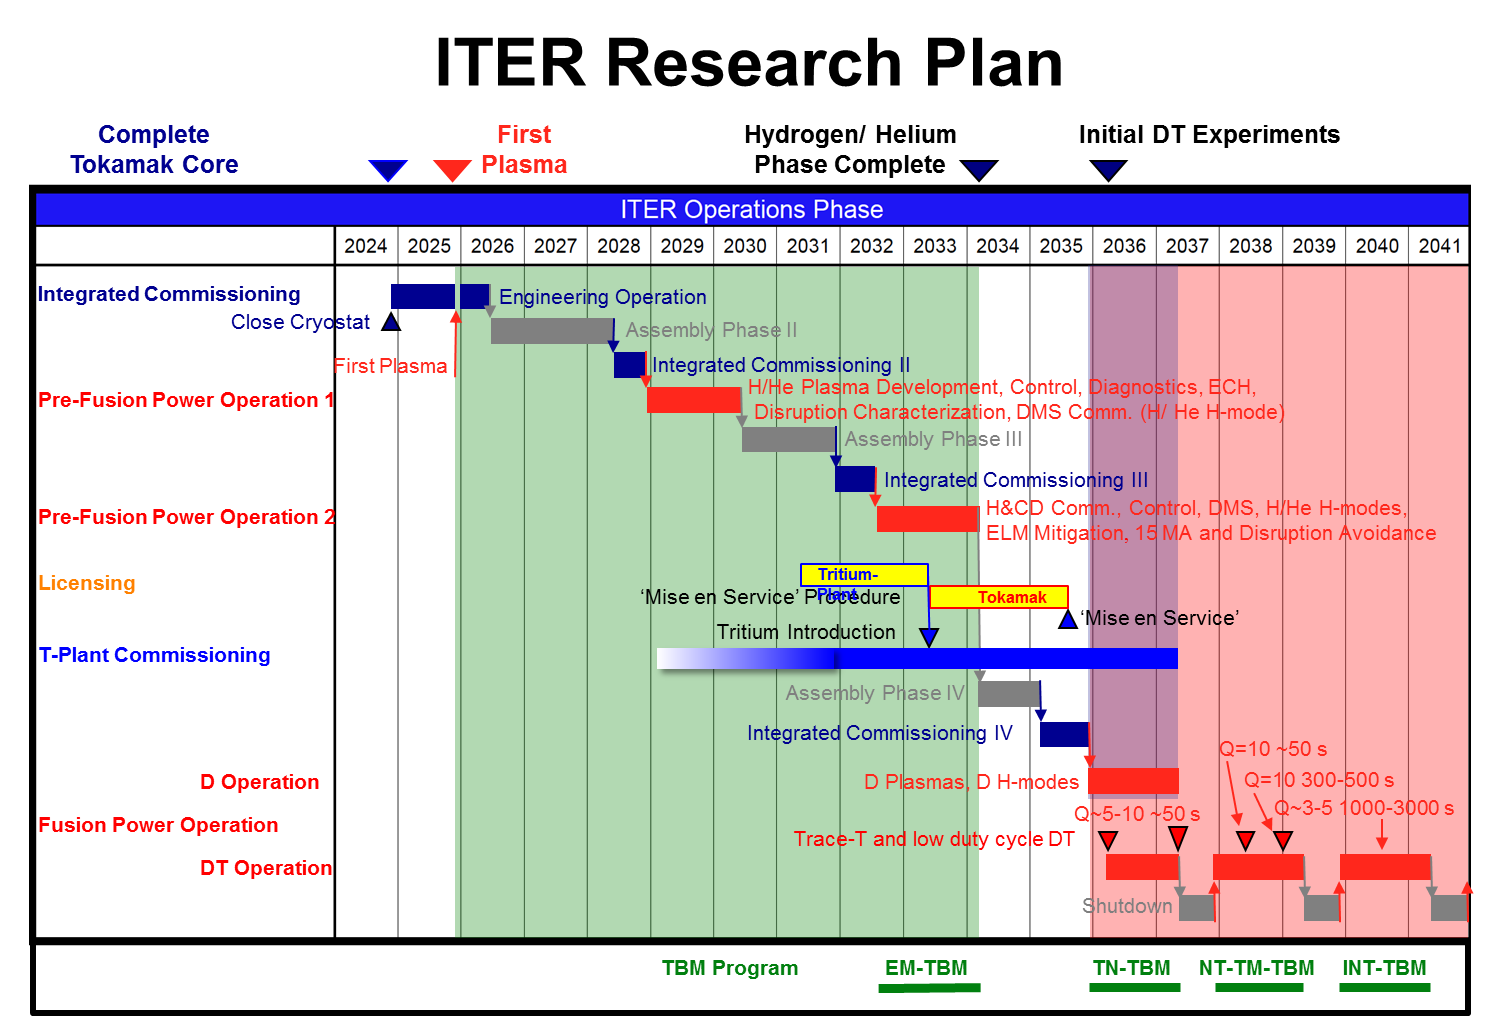 ITER Research Plan
Complete
Tokamak Core
First
Plasma
Hydrogen/ Helium
Phase Complete
Initial DT Experiments
ITER Operations Phase
2024 2025 2026 2027 2028 2029 2030 2031 2032 2033 2034 2035 2036 2037 2038 2039 2040 2041
Integrated Commissioning
Engineering Operation
Close Cryostat
Assembly Phase II
First Plasma
Integrated Commissioning II
Pre-Fusion Power Operation 1
H/He Plasma Development, Control, Diagnostics, ECH,
Disruption Characterization, DMS Comm. (H/ He H-mode)
Assembly Phase III
Integrated Commissioning III
Pre-Fusion Power Operation 2
H&CD Comm., Control, DMS, H/He H-modes,
ELM Mitigation, 15 MA and Disruption Avoidance
Licensing
Tritium-
Plant
‘Mise en Service’ Procedure
Tokamak
‘Mise en Service’
Tritium Introduction
T-Plant Commissioning
Assembly Phase IV
Integrated Commissioning IV
Q=10 ~50 s
D Operation
D Plasmas, D H-modes
Q=10 300-500 s
Q~3-5 1000-3000 s
Q~5-10 ~50 s
Fusion Power Operation
Trace-T and low duty cycle DT
DT Operation
Shutdown
TBM Program
EM-TBM
TN-TBM
NT-TM-TBM
INT-TBM